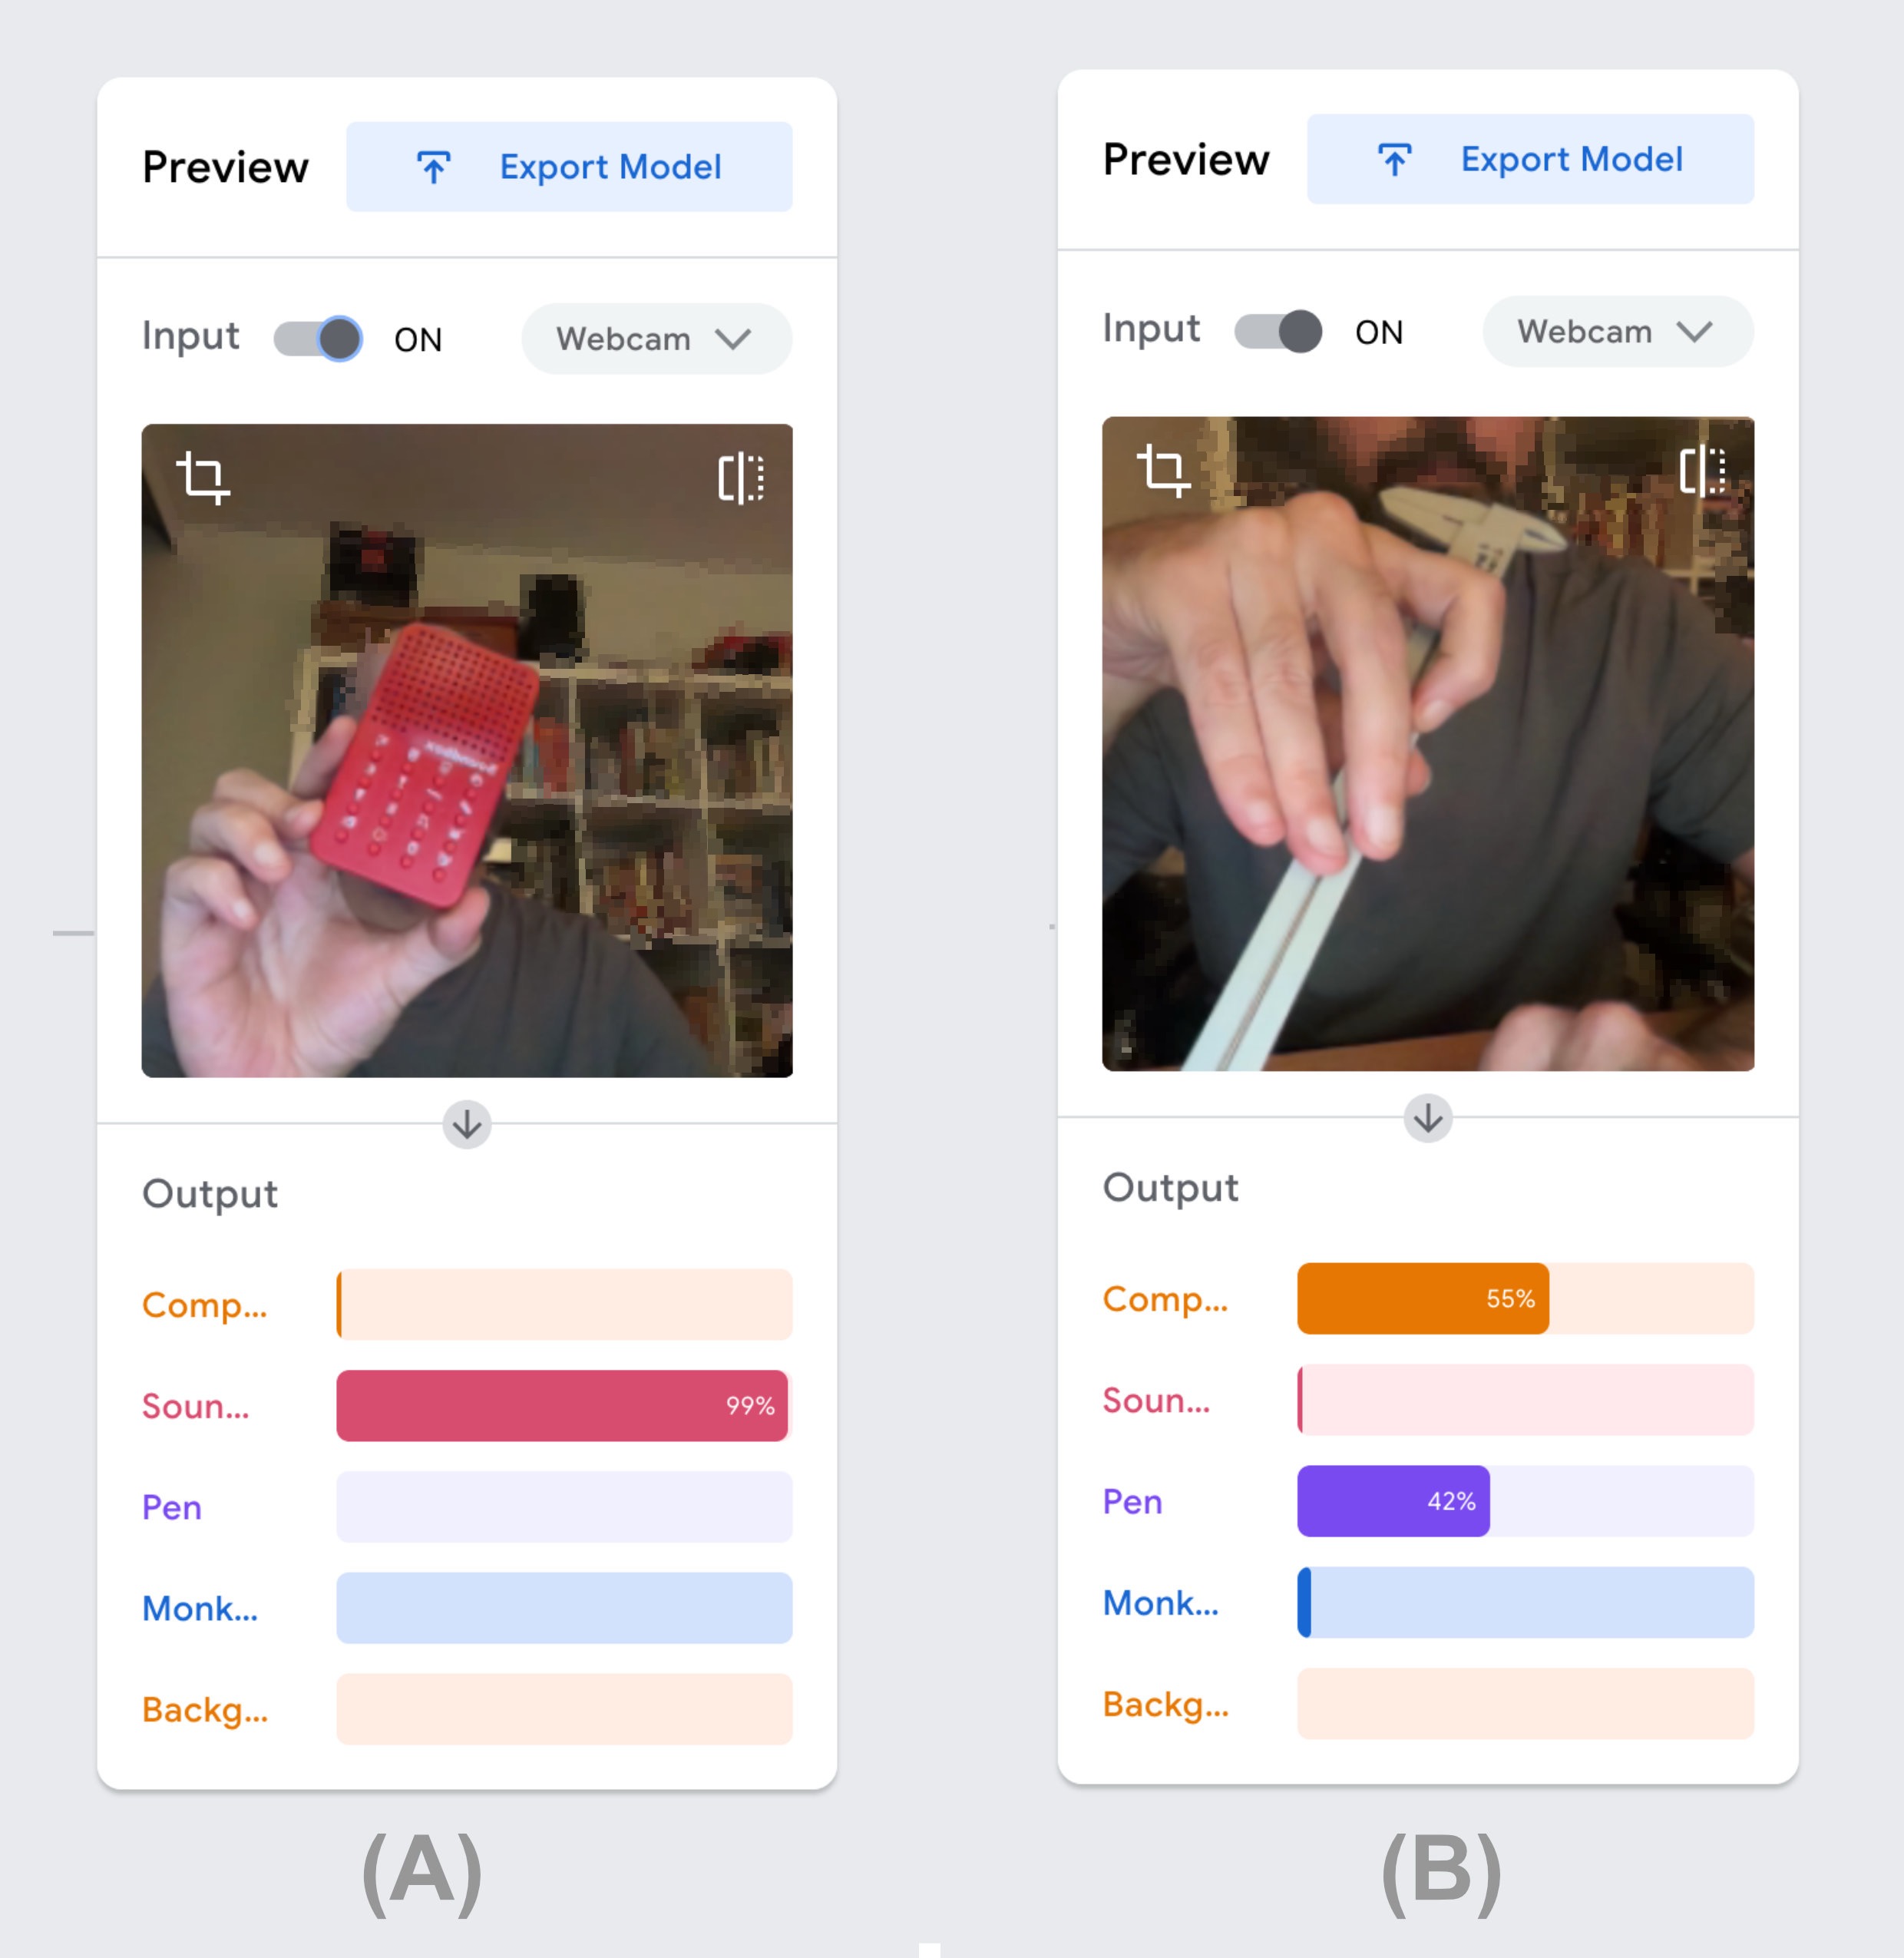 Preview
Export Model
Input
ON
Webcam
Output
Comp...
Soun...
99%
Pen
Monk...
Backg...
(A)
Preview
Export Model
Input
ON
Webcam
Output
Comp...
55%
Soun...
Pen
42%
Monk...
Backg...
(B)